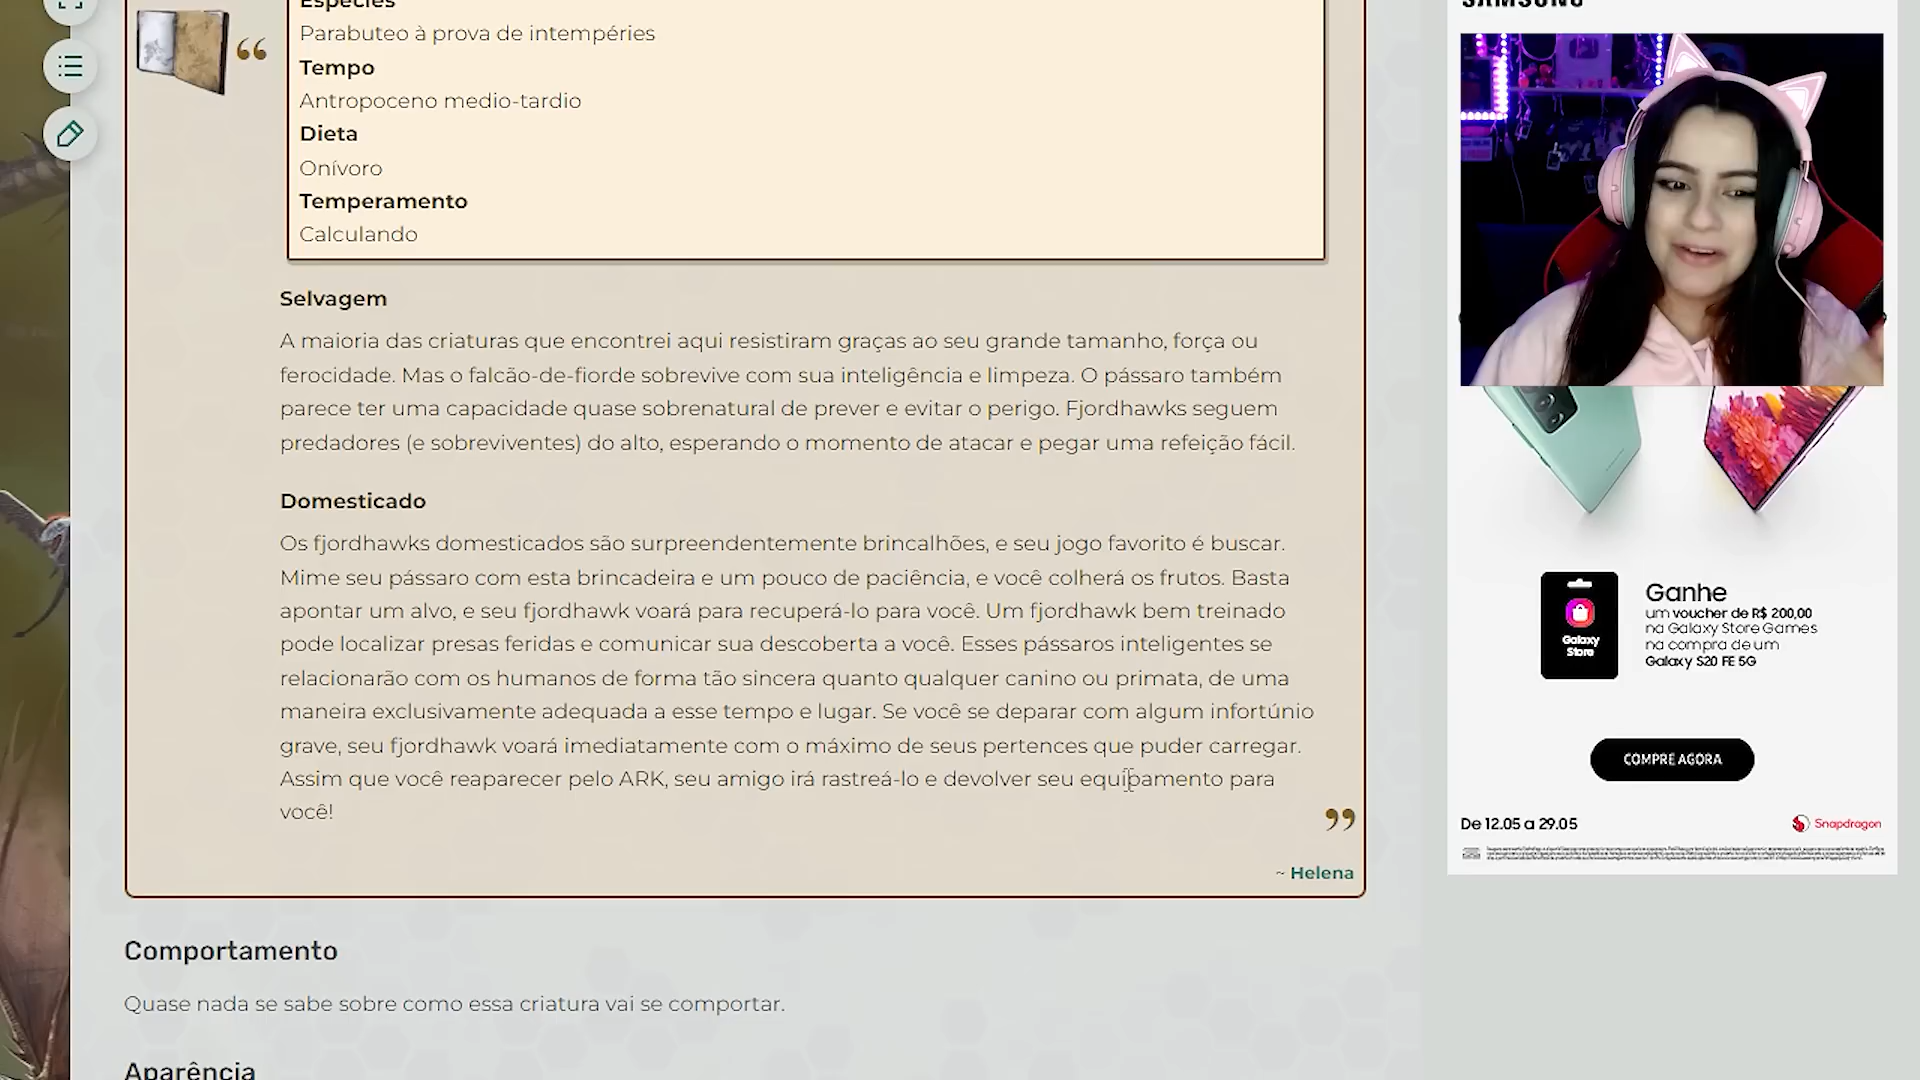 Espécies
Parabuteo à prova de intempéries
Tempo
Antropoceno medio-tardio
Dieta
Onívoro
Temperamento
Calculando
Selvagem
A maioria das criaturas que encontrei aqui resistiram graças ao seu grande tamanho, força ou
ferocidade. Mas o falcão-de-fiorde sobrevive com sua inteligência e limpeza. O pássaro também
parece ter uma capacidade quase sobrenatural de prever e evitar o perigo. Fjordhawks seguem
predadores (e sobreviventes) do alto, esperando o momento de atacar e pegar uma refeição fácil.
Domesticado
Os fjordhawks domesticados são surpreendentemente brincalhões, e seu jogo favorito é buscar.
Mime seu pássaro com esta brincadeira e um pouco de paciência, e você colherá os frutos. Basta
apontar um alvo, e seu fjordhawk voará para recuperá-lo para você. Um fjordhawk bem treinado
pode localizar presas feridas e comunicar sua descoberta a você. Esses pássaros inteligentes se
relacionarão com os humanos de forma tão sincera quanto qualquer canino ou primata, de uma
maneira exclusivamente adequada a esse tempo e lugar. Se você se deparar com algum infortúnio
grave, seu fjordhawk voará imediatamente com o máximo de seus pertences que puder carregar.
Assim que você reaparecer pelo ARK, seu amigo irá rastreá-lo e devolver seu equipamento para
você!
~ Helena
Comportamento
Quase nada se sabe sobre como essa criatura vai se comportar.
Aparência
SAMSUNG
Galaxy
Store
Ganhe
um voucher de R$ 200,00
na Galaxy Store Games
na compra de um
Galaxy S20 FE 5G
COMPRE AGORA
De 12.05 a 29.05
Snapdragon